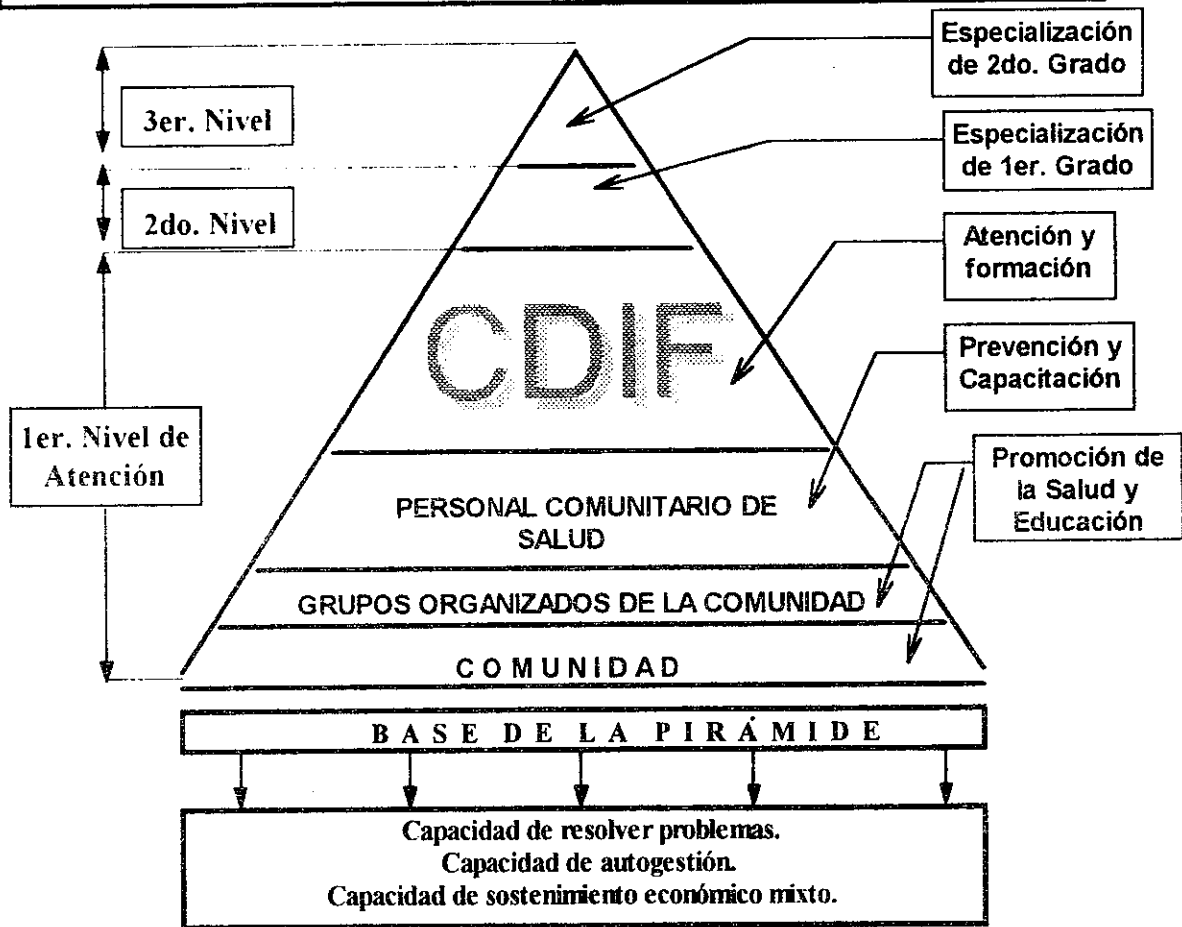 Especialización
de 2do. Grado
3er. Nivel
Especialización
de 1er. Grado
2do. Nivel
Atención y
formación
CDIF
Prevención y
Capacitación
1er. Nivel de
Atención
Promoción de
la Salud y
Educación
PERSONAL COMUNITARIO DE
SALUD
GRUPOS ORGANIZADOS DE LA COMUNIDAD
COMUNIDAD
BASE DE LA PIRÁMIDE
Capacidad de resolver problemas.
Capacidad de autogestión.
Capacidad de sostenimiento económico mixto.